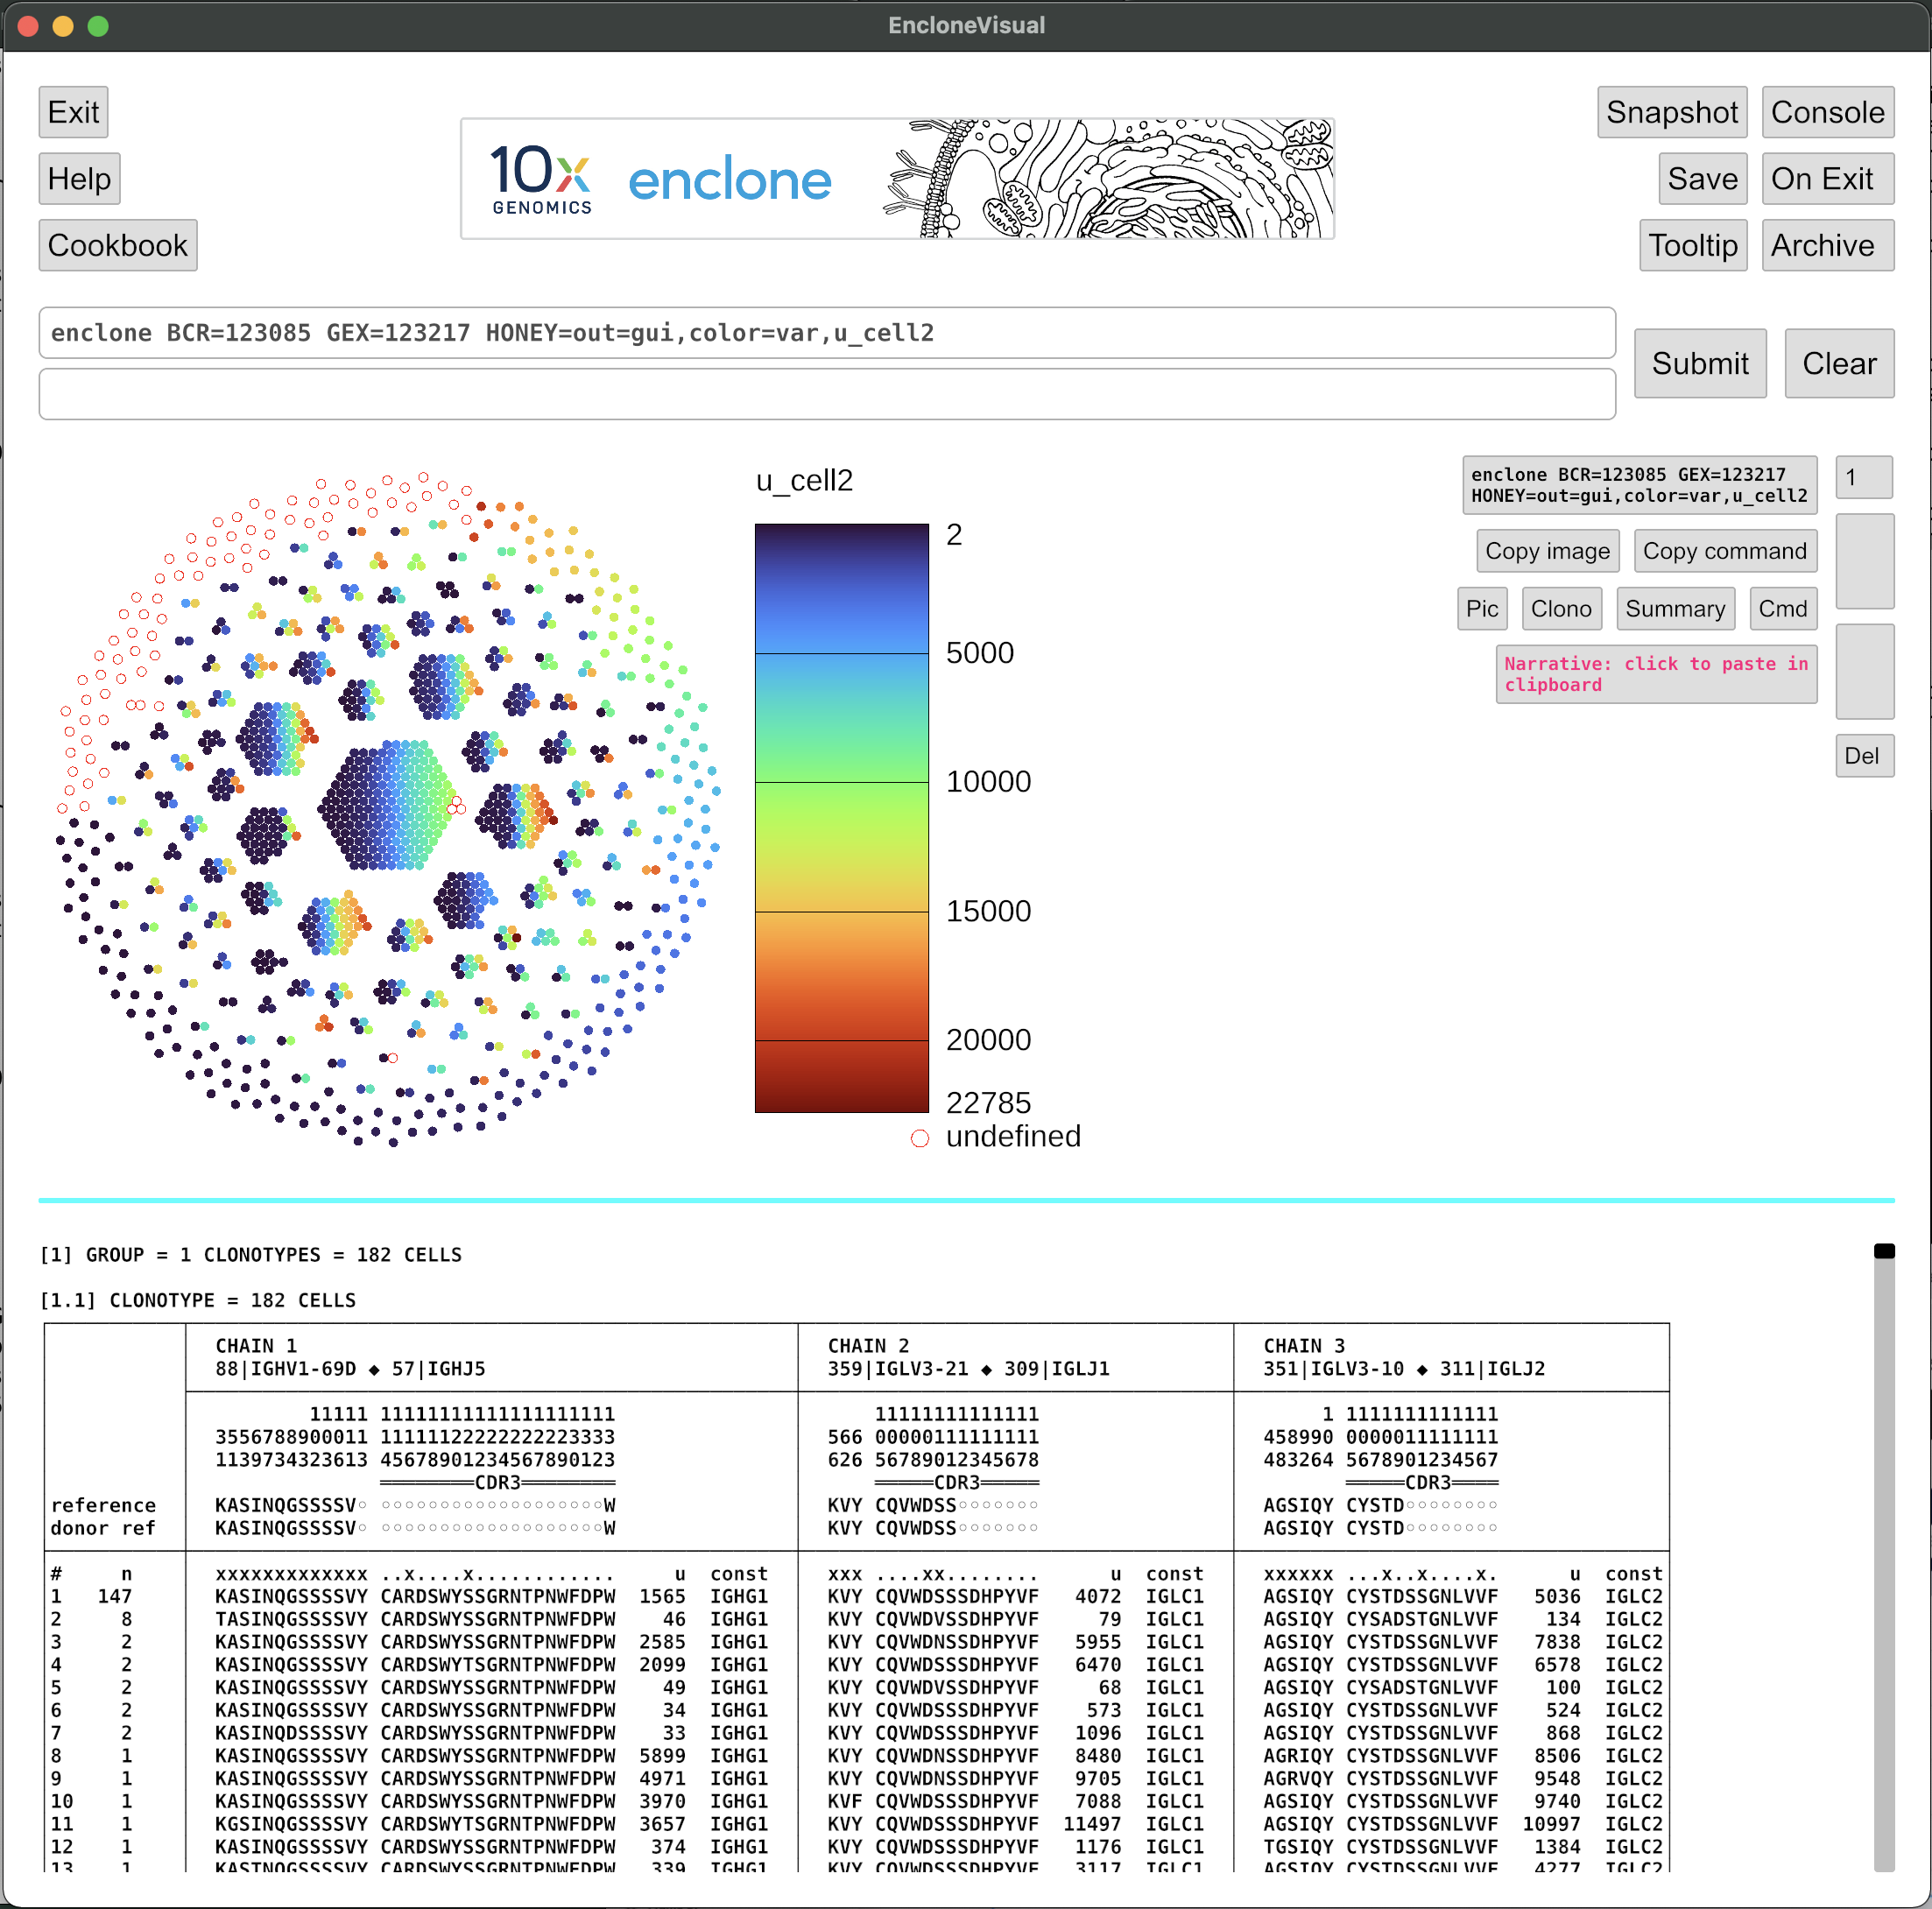 EncloneVisual
Exit
Help
Cookbook
10x
GENOMICS
enclone
Snapshot Console
Save On Exit
Tooltip Archive
enclone BCR=123085 GEX=123217 HONEY=out=gui,color=var,u_cell2
Submit Clear
u_cell2
2
5000
10000
15000
20000
22785
undefined
enclone BCR=123085 GEX=123217
HONEY=out=gui,color=var,u_cell2
1
Copy image Copy command
Pic Clono Summary Cmd
Narrative: click to paste in
clipboard
Del
[1] GROUP = 1 CLONOTYPES = 182 CELLS
[1.1] CLONOTYPE = 182 CELLS
CHAIN 1 CHAIN 2 CHAIN 3
88|IGHV1-69D ◆ 57|IGHJ5 359|IGLV3-21 ◆ 309|IGLJ1 351|IGLV3-10 ◆ 311|IGLJ2
11111 11111111111111111111 11111111111111 1 1111111111111
3556788900011 11111122222222223333 566 00000111111111 458990 0000011111111
1139734323613 45678901234567890123 626 56789012345678 483264 5678901234567
════════CDR3════════ ═════CDR3═════ ═════CDR3════
reference KASINQGSSSSV◦ ◦◦◦◦◦◦◦◦◦◦◦◦◦◦◦◦◦◦◦W KVY CQVWDSS◦◦◦◦◦◦◦ AGSIQY CYSTD◦◦◦◦◦◦◦◦
donor ref KASINQGSSSSV◦ ◦◦◦◦◦◦◦◦◦◦◦◦◦◦◦◦◦◦◦W KVY CQVWDSS◦◦◦◦◦◦◦ AGSIQY CYSTD◦◦◦◦◦◦◦◦
# n xxxxxxxxxxxxx ..x....x............ u const xxx ....xx........ u const xxxxxx ...x..x....x. u const
1 147 KASINQGSSSSVY CARDSWYSSGRNTPNWFDPW 1565 IGHG1 KVY CQVWDSSSDHPYVF 4072 IGLC1 AGSIQY CYSTDSSGNLVVF 5036 IGLC2
2 8 TASINQGSSSSVY CARDSWYSSGRNTPNWFDPW 46 IGHG1 KVY CQVWDVSSDHPYVF 79 IGLC1 AGSIQY CYSADSTGNLVVF 134 IGLC2
3 2 KASINQGSSSSVY CARDSWYSSGRNTPNWFDPW 2585 IGHG1 KVY CQVWDNSSDHPYVF 5955 IGLC1 AGSIQY CYSTDSSGNLVVF 7838 IGLC2
4 2 KASINQGSSSSVY CARDSWYTSGRNTPNWFDPW 2099 IGHG1 KVY CQVWDSSSDHPYVF 6470 IGLC1 AGSIQY CYSTDSSGNLVVF 6578 IGLC2
5 2 KASINQGSSSSVY CARDSWYSSGRNTPNWFDPW 49 IGHG1 KVY CQVWDVSSDHPYVF 68 IGLC1 AGSIQY CYSADSTGNLVVF 100 IGLC2
6 2 KASINQGSSSSVY CARDSWYSSGRNTPNWFDPW 34 IGHG1 KVY CQVWDSSSDHPYVF 573 IGLC1 AGSIQY CYSTDSSGNLVVF 524 IGLC2
7 2 KASINQDSSSSVY CARDSWYSSGRNTPNWFDPW 33 IGHG1 KVY CQVWDSSSDHPYVF 1096 IGLC1 AGSIQY CYSTDSSGNLVVF 868 IGLC2
8 1 KASINQGSSSSVY CARDSWYSSGRNTPNWFDPW 5899 IGHG1 KVY CQVWDNSSDHPYVF 8480 IGLC1 AGRIQY CYSTDSSGNLVVF 8506 IGLC2
9 1 KASINQGSSSSVY CARDSWYSSGRNTPNWFDPW 4971 IGHG1 KVY CQVWDNSSDHPYVF 9705 IGLC1 AGRVQY CYSTDSSGNLVVF 9548 IGLC2
10 1 KASINQGSSSSVY CARDSWYSSGRNTPNWFDPW 3970 IGHG1 KVF CQVWDSSSDHPYVF 7088 IGLC1 AGSIQY CYSTDSSGNLVVF 9740 IGLC2
11 1 KGSINQGSSSSVY CARDSWYTSGRNTPNWFDPW 3657 IGHG1 KVY CQVWDSSSDHPYVF 11497 IGLC1 AGSIQY CYSTDSSGNLVVF 10997 IGLC2
12 1 KASINQGSSSSVY CARDSWYSSGRNTPNWFDPW 374 IGHG1 KVY CQVWDSSSDHPYVF 1176 IGLC1 TGSIQY CYSTDSSGNLVVF 1384 IGLC2
13 1 KASINQGSSSSVY CARDSWYSSGRNTPNWFDPW 339 IGHG1 KVY CQVWDSSSDHPYVF 3117 IGLC1 AGSIQY CYSTDSSGNLVVF 4277 IGLC2